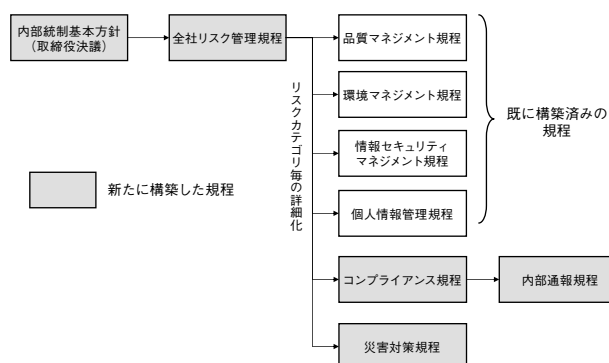 内部統制基本方針
（取締役決議）
全社リスク管理規程
品質マネジメント規程
環境マネジメント規程
情報セキュリティ
マネジメント規程
個人情報管理規程
コンプライアンス規程
内部通報規程
災害対策規程
リスクカテゴリ毎の詳細化
既に構築済みの
規程
新たに構築した規程